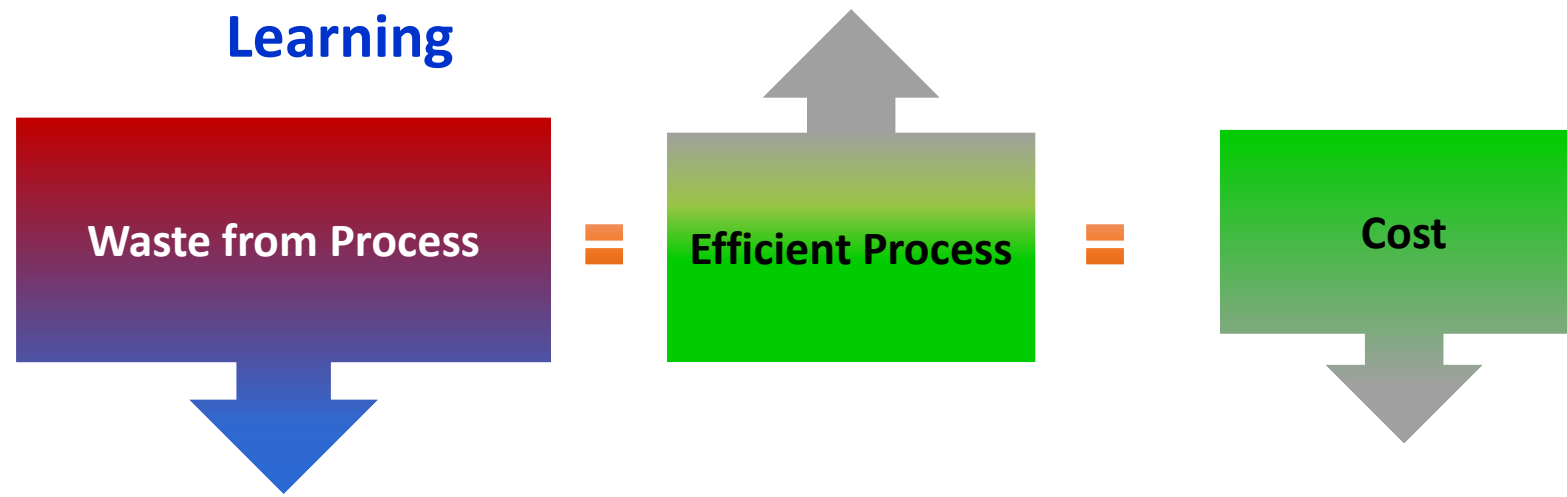 Learning
Waste from Process
=
Efficient Process
=
Cost